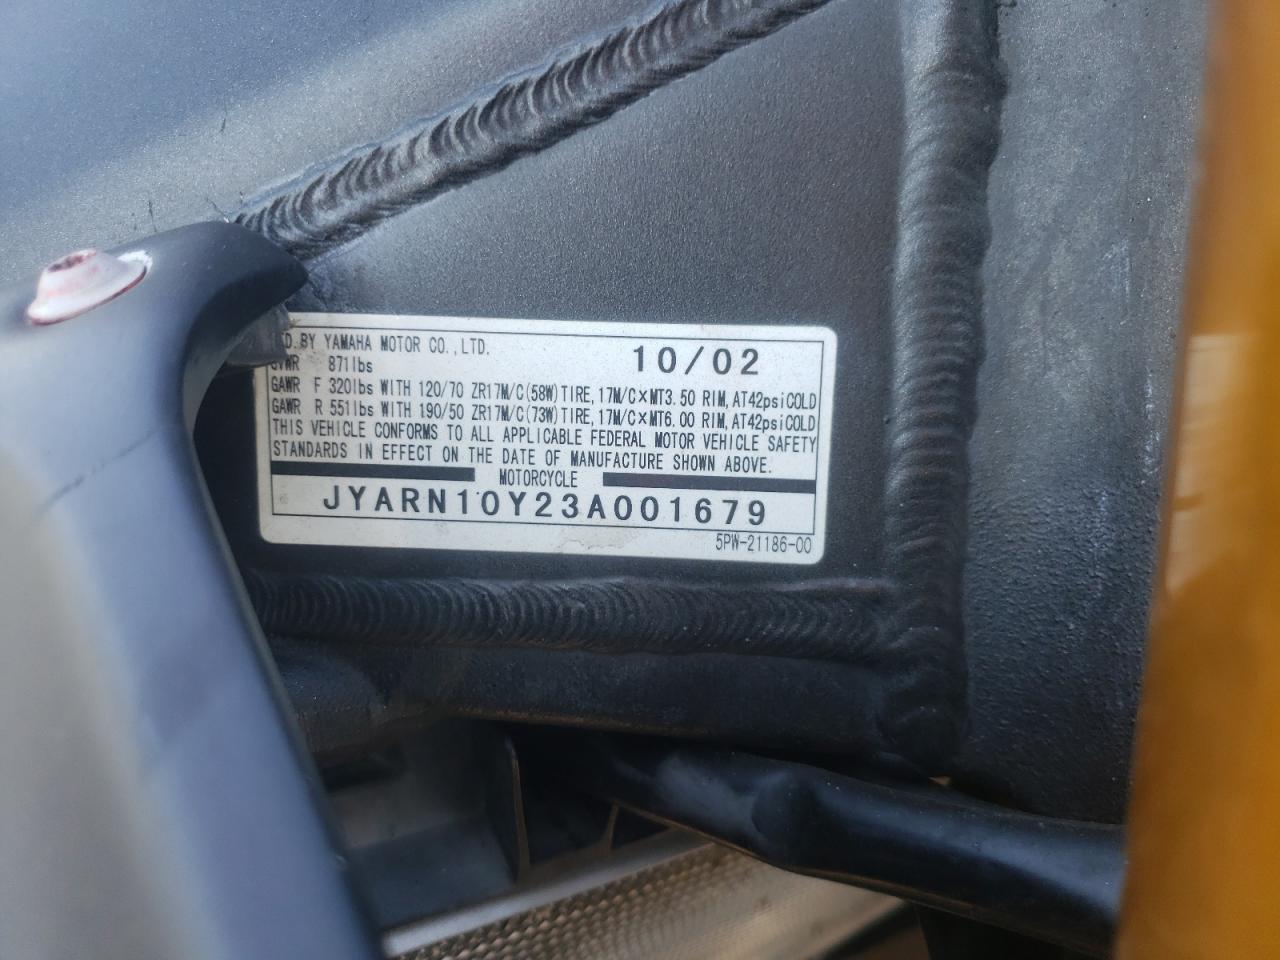 D. BY YAMAHA MOTOR CO., LTD. 10/02
GVWR 871lbs
GAWR F 320lbs WITH 120/70 ZR17M/C(58W)TIRE, 17M/C×MT3.50 RIM, AT42psiCOLD
GAWR R 551lbs WITH 190/50 ZR17M/C(73W)TIRE, 17M/C×MT6.00 RIM, AT42psiCOLD
THIS VEHICLE CONFORMS TO ALL APPLICABLE FEDERAL MOTOR VEHICLE SAFETY
STANDARDS IN EFFECT ON THE DATE OF MANUFACTURE SHOWN ABOVE.
MOTORCYCLE
JYARN10Y23A001679
5PW-21186-00